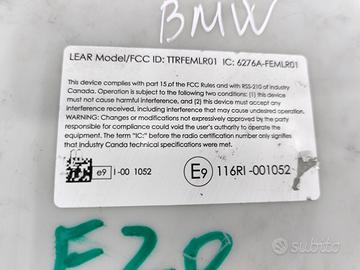 BMW
LEAR Model/FCC ID: TTRFEMLR01 IC: 6276A-FEMLR01
This device complies with part 15 of the FCC Rules and with RSS-210 of Industry
Canada. Operation is subject to the following two conditions: (1) this device
must not cause harmful interference, and (2) this device must accept
any interference received, including interference that may cause
undesired operation.
WARNING: Changes or modifications not expressively approved by the party
responsible for compliance could void the user's authority to operate the
equipment. The term "IC:" before the radio certification number only signifies
that Industry Canada technical specifications were met.
e9 I-00 1052
E9 116RI-001052
F20
subito